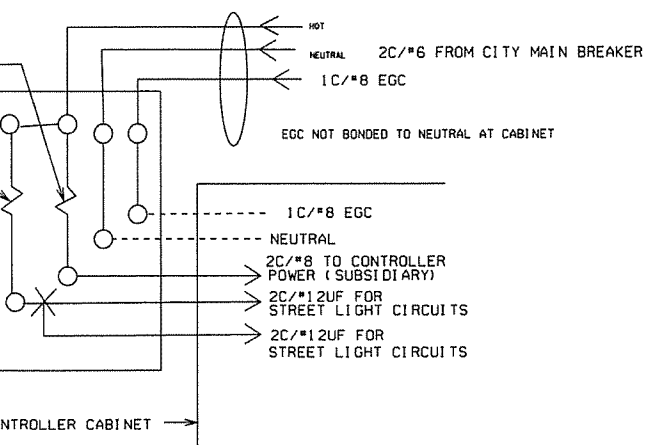 HOT
NEUTRAL 2C/#6 FROM CITY MAIN BREAKER
1C/#8 EGC
EGC NOT BONDED TO NEUTRAL AT CABINET
1C/#8 EGC
NEUTRAL
2C/#8 TO CONTROLLER
POWER (SUBSIDIARY)
2C/#12UF FOR
STREET LIGHT CIRCUITS
2C/#12UF FOR
STREET LIGHT CIRCUITS
NTROLLER CABINET